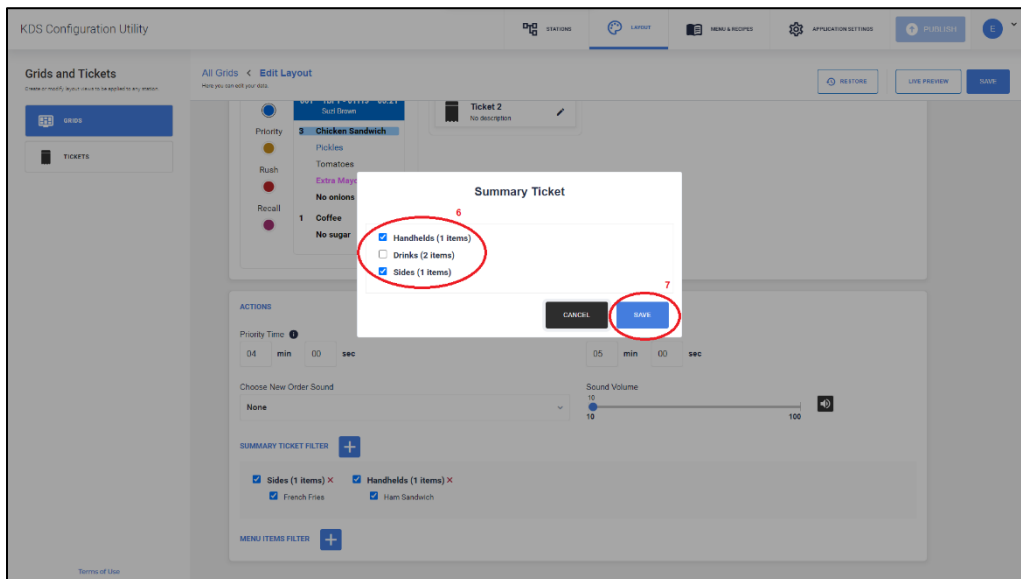 KDS Configuration Utility
STATIONS
LAYOUT
MENU & RECIPES
APPLICATION SETTINGS
PUBLISH
E
Grids and Tickets
All Grids < Edit Layout
Here you can edit your data.
RESTORE
LIVE PREVIEW
SAVE
GRIDS
TICKETS
Suzi Brown
Ticket 2
No description
Priority
3 Chicken Sandwich
Pickles
Tomatoes
Rush
Extra Mayo
No onions
Recall
1 Coffee
No sugar
Summary Ticket
6
Handhelds (1 items)
Drinks (2 items)
Sides (1 items)
7
CANCEL
SAVE
ACTIONS
Priority Time
04 min 00 sec
05 min 00 sec
Choose New Order Sound
None
Sound Volume
10
10
100
SUMMARY TICKET FILTER
Sides (1 items) ×
Handhelds (1 items) ×
French Fries
Ham Sandwich
MENU ITEMS FILTER
Terms of Use